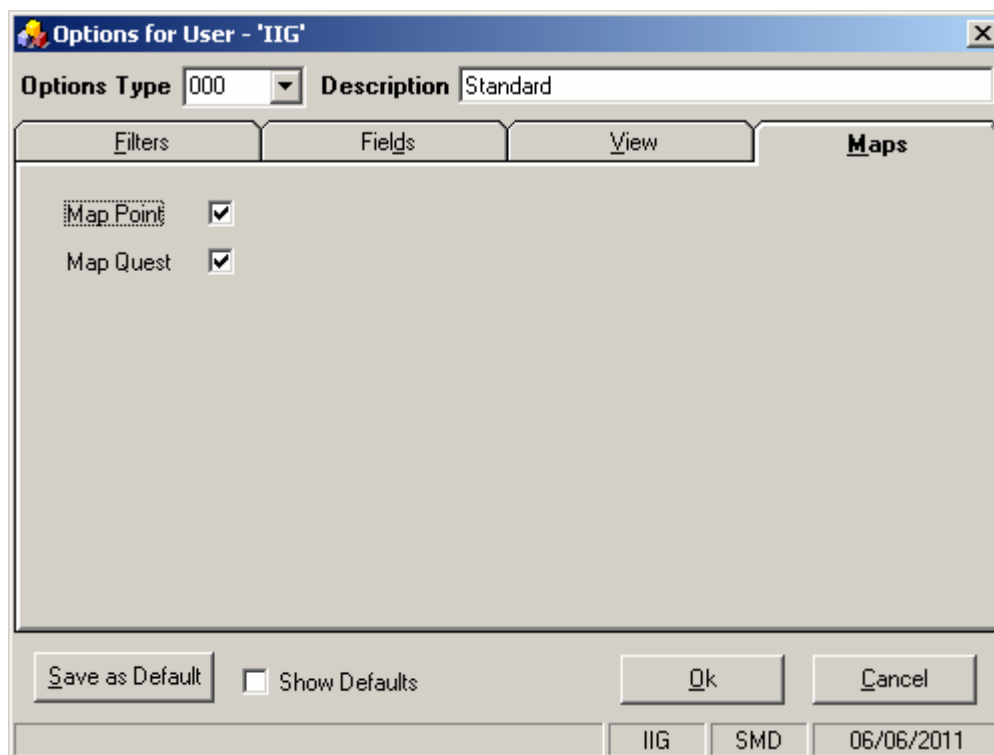 Options for User - 'IIG'
Options Type 000 Description Standard
Filters Fields View Maps
Map Point
Map Quest
Save as Default Show Defaults Ok Cancel
IIG SMD 06/06/2011